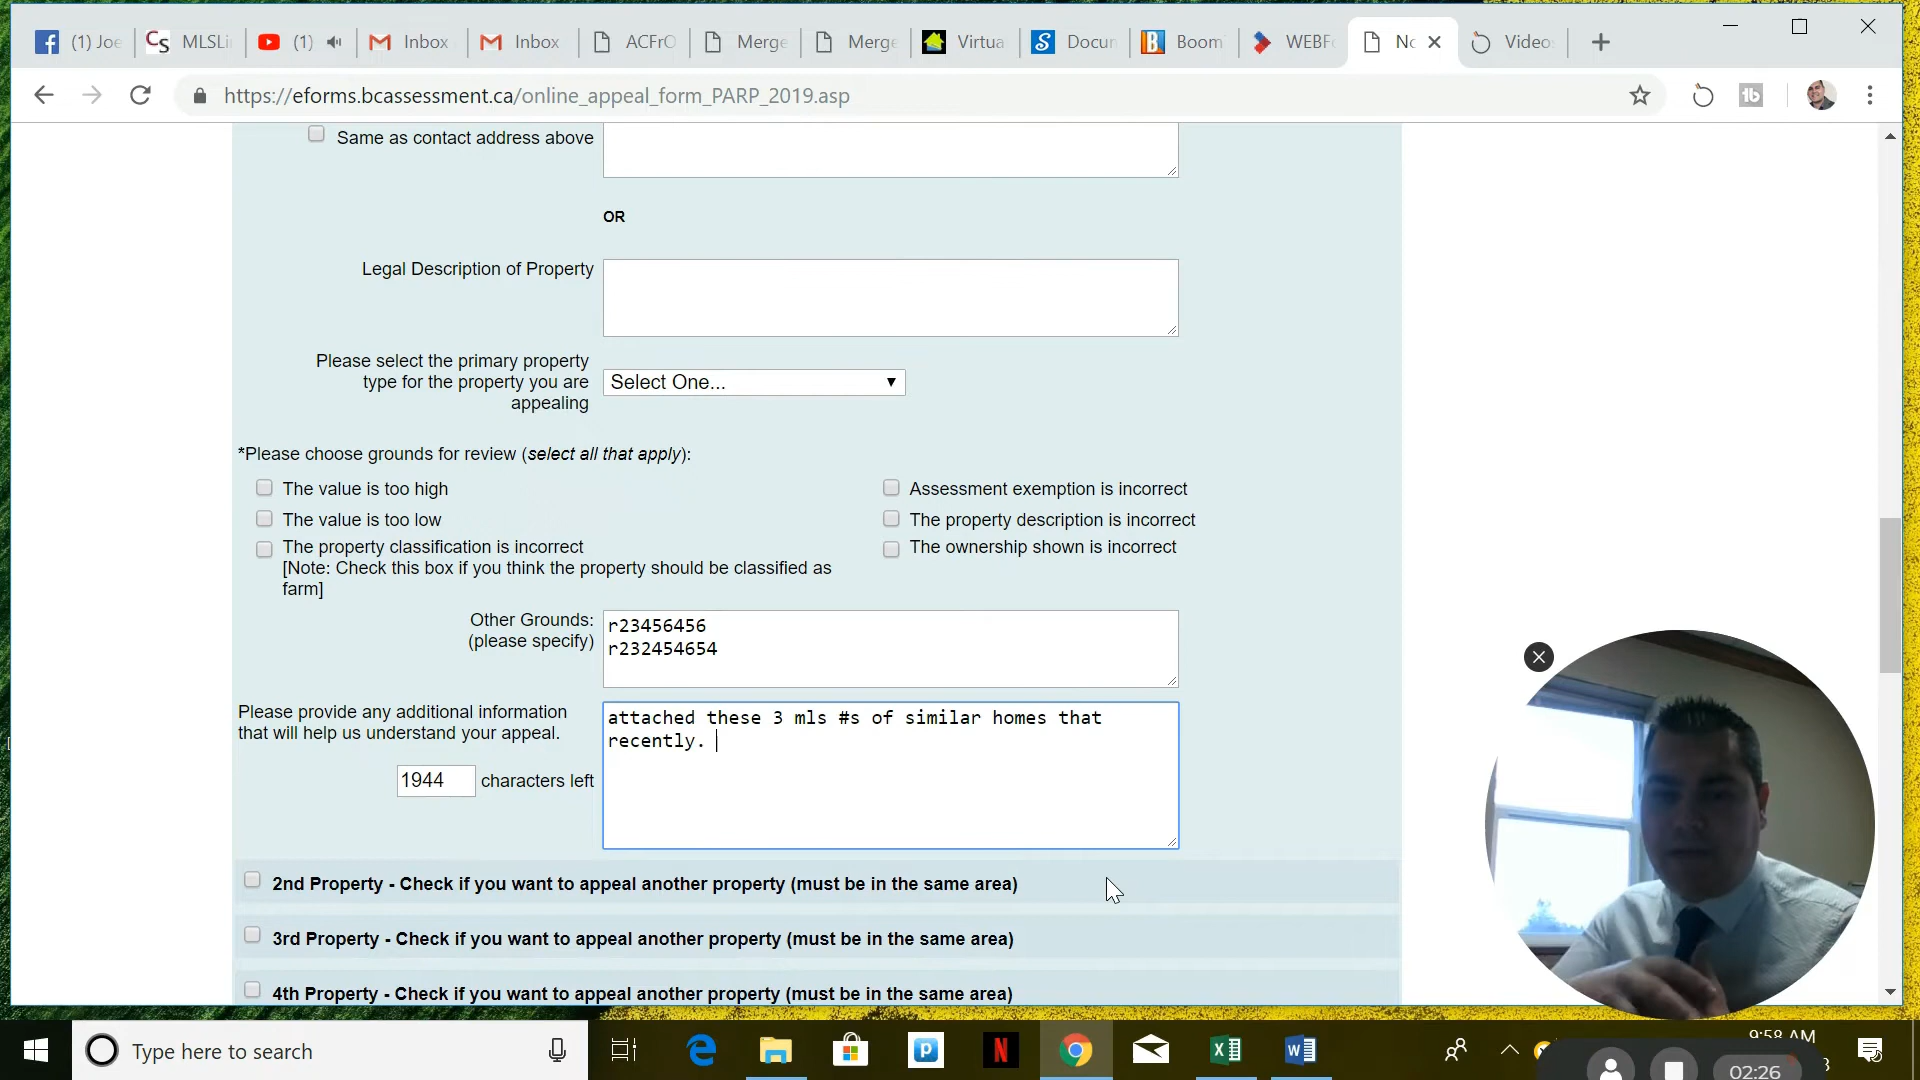 (1) Joe
MLSLi
(1)
Inbox
Inbox
ACFrO
Merge
Merge
Virtua
Docun
Boom
WEBFo
No
Video
https://eforms.bcassessment.ca/online_appeal_form_PARP_2019.asp
Same as contact address above
OR
Legal Description of Property
Please select the primary property
type for the property you are
appealing
Select One...
*Please choose grounds for review (select all that apply):
The value is too high
Assessment exemption is incorrect
The value is too low
The property description is incorrect
The property classification is incorrect
[Note: Check this box if you think the property should be classified as
farm]
The ownership shown is incorrect
Other Grounds:
(please specify)
r23456456
r232454654
Please provide any additional information
that will help us understand your appeal.
attached these 3 mls #s of similar homes that
recently.
1944 characters left
2nd Property - Check if you want to appeal another property (must be in the same area)
3rd Property - Check if you want to appeal another property (must be in the same area)
4th Property - Check if you want to appeal another property (must be in the same area)
Type here to search
9:58 AM
02:26